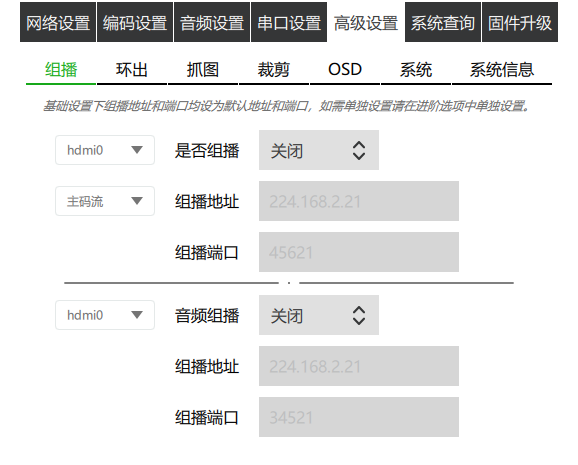 网络设置 编码设置 音频设置 串口设置 高级设置 系统查询 固件升级
组播 环出 抓图 裁剪 OSD 系统 系统信息
基础设置下组播地址和端口均设为默认地址和端口，如需单独设置请在进阶选项中单独设置。
hdmi0 是否组播 关闭
主码流 组播地址 224.168.2.21
组播端口 45621
hdmi0 音频组播 关闭
组播地址 224.168.2.21
组播端口 34521